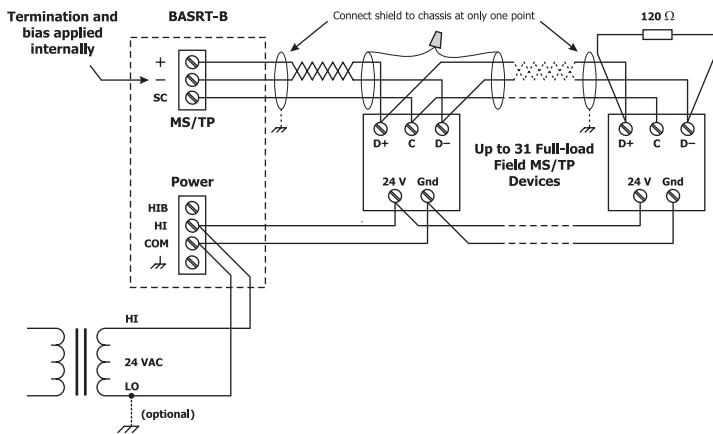 Termination and
bias applied
internally
BASRT-B
Connect shield to chassis at only one point
120 Ω
+
−
SC
MS/TP
D+ C D−
Up to 31 Full-load
Field MS/TP
Devices
D+ C D−
24 V Gnd
24 V Gnd
Power
HIB
HI
COM
HI
24 VAC
LO
(optional)